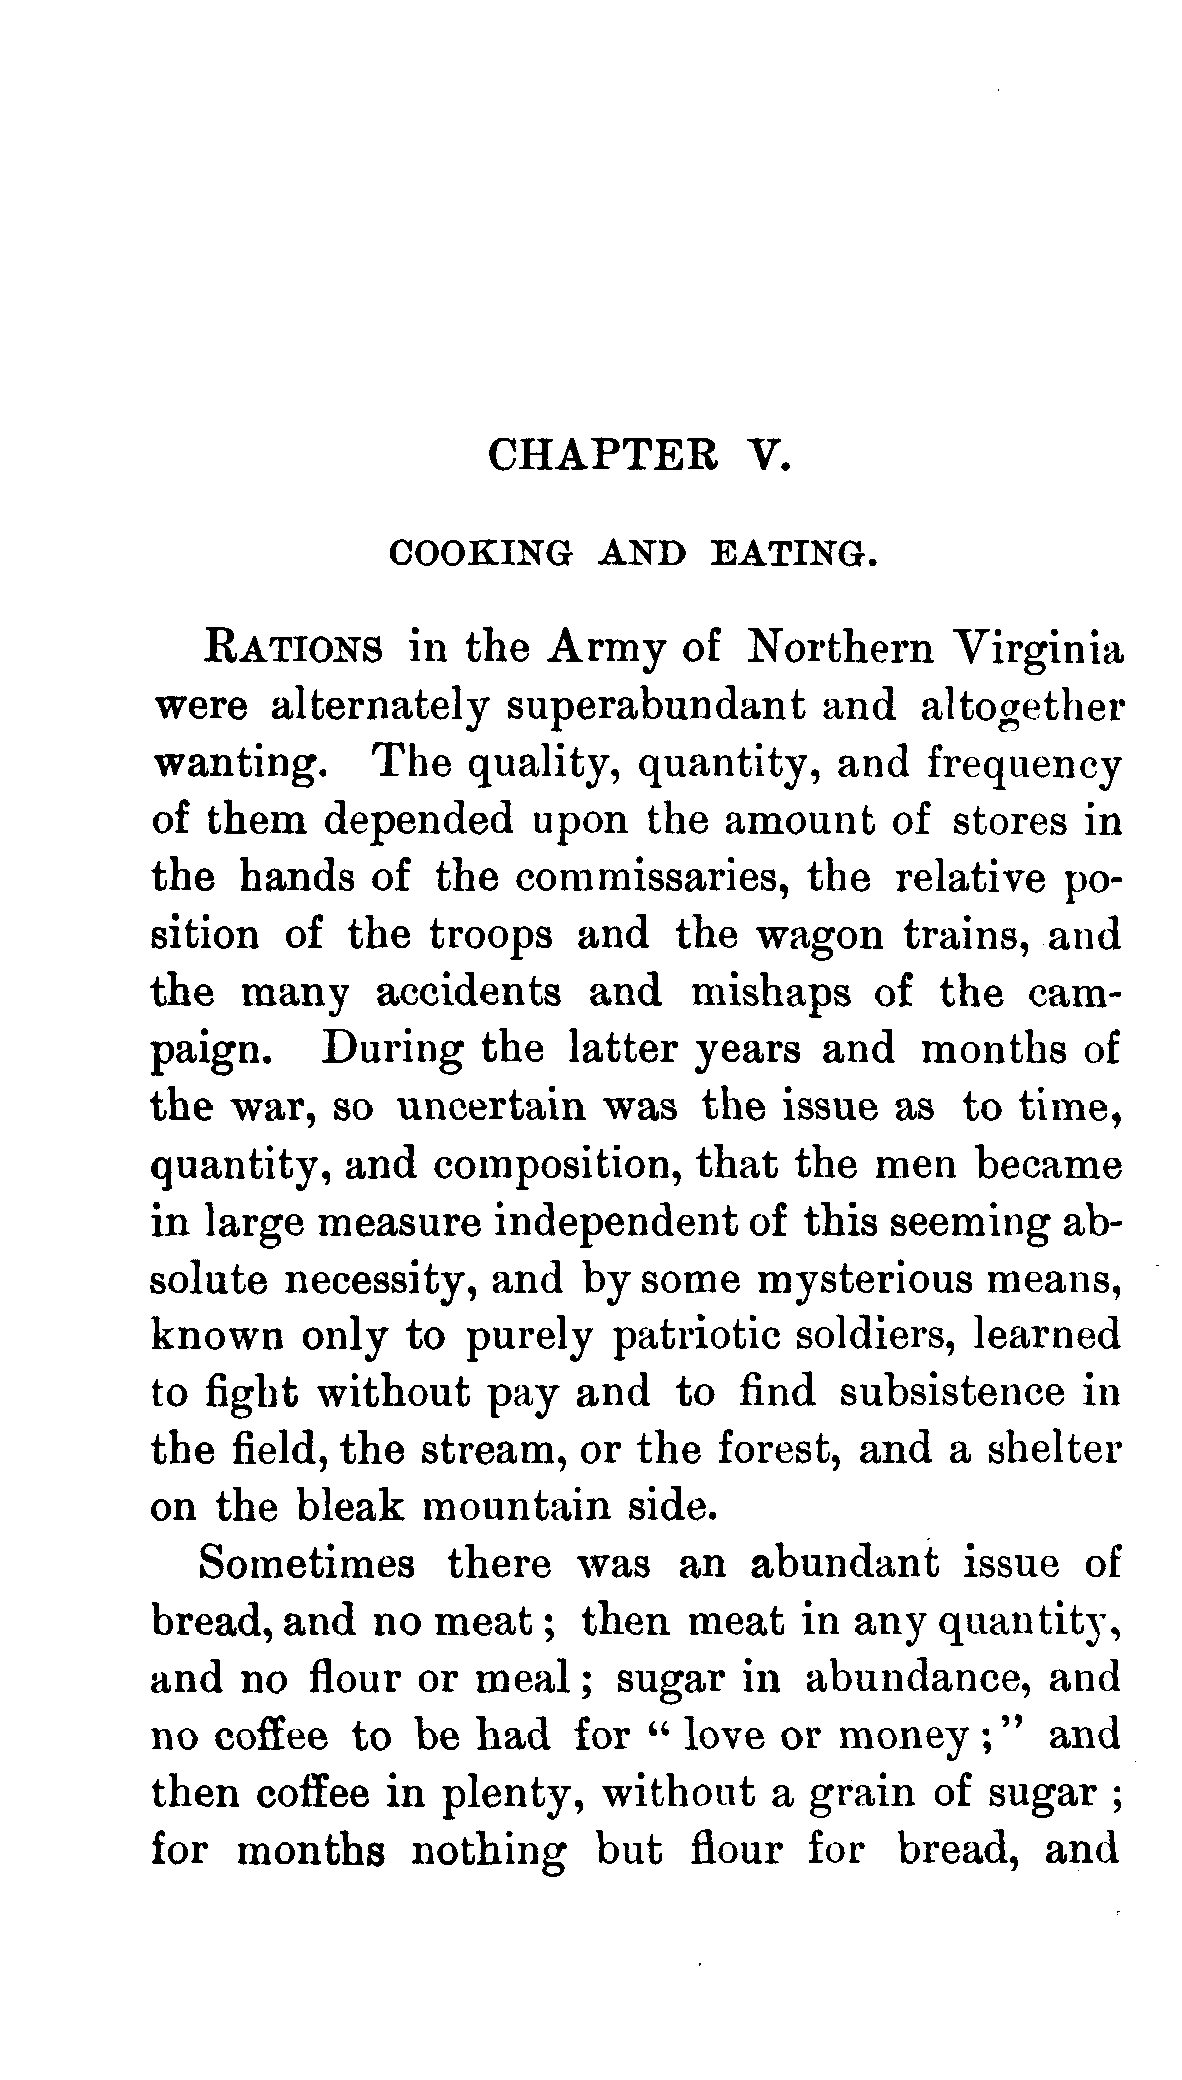 CHAPTER V.
COOKING AND EATING.
RATIONS in the Army of Northern Virginia
were alternately superabundant and altogether
wanting. The quality, quantity, and frequency
of them depended upon the amount of stores in
the hands of the commissaries, the relative po-
sition of the troops and the wagon trains, and
the many accidents and mishaps of the cam-
paign. During the latter years and months of
the war, so uncertain was the issue as to time,
quantity, and composition, that the men became
in large measure independent of this seeming ab-
solute necessity, and by some mysterious means,
known only to purely patriotic soldiers, learned
to fight without pay and to find subsistence in
the field, the stream, or the forest, and a shelter
on the bleak mountain side.
Sometimes there was an abundant issue of
bread, and no meat ; then meat in any quantity,
and no flour or meal ; sugar in abundance, and
no coffee to be had for “ love or money ; ” and
then coffee in plenty, without a grain of sugar ;
for months nothing but flour for bread, and